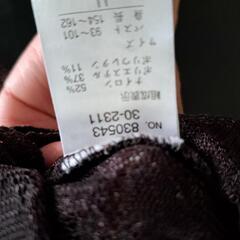 LL
身長 154~162
バスト 93~101
サイズ
ポリウレタン 11%
ポリエステル 37%
ナイロン 52%
組成表示
30-2311
NO. 830543